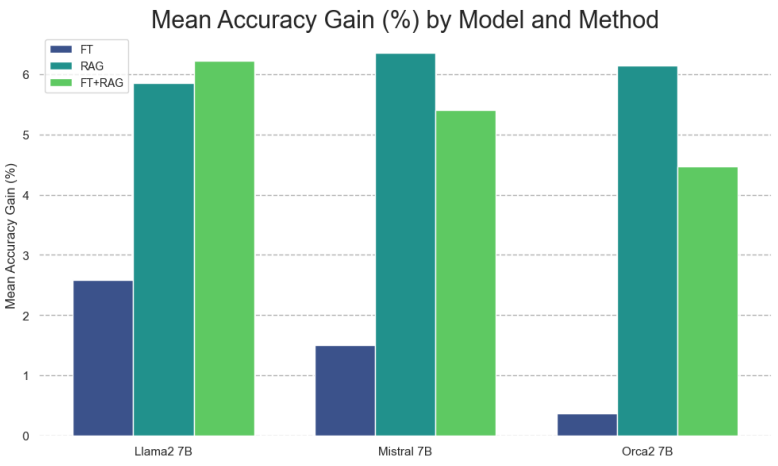 Mean Accuracy Gain (%) by Model and Method
FT
RAG
FT+RAG
Mean Accuracy Gain (%)
6
5
4
3
2
1
0
Llama2 7B
Mistral 7B
Orca2 7B